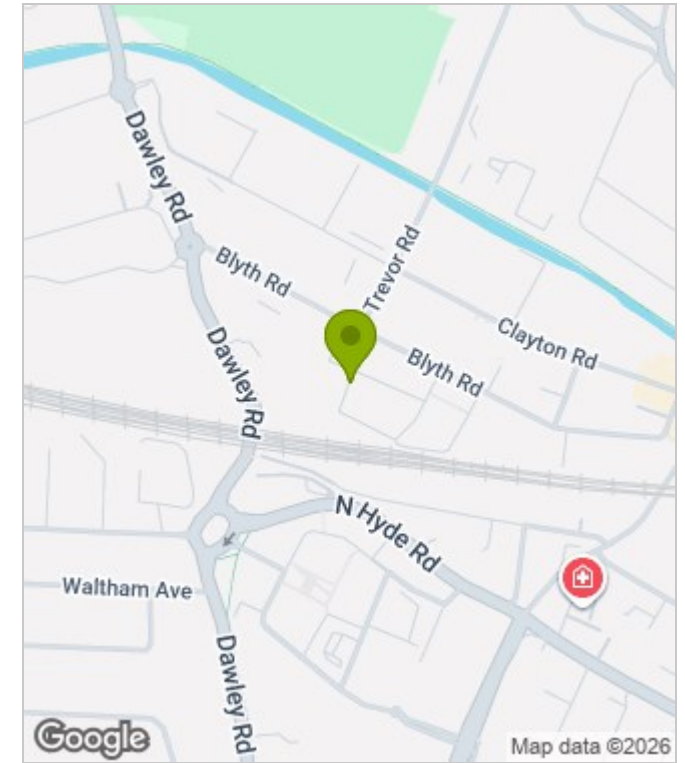 Dawley Rd
Blyth Rd
Trevor Rd
Clayton Rd
Dawley Rd
Blyth Rd
N Hyde Rd
Waltham Ave
Dawley Rd
Google
Map data ©2026